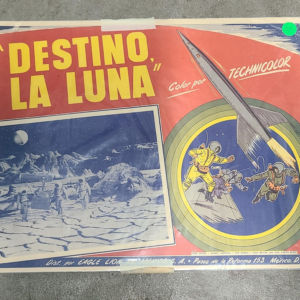 "DESTINO,
LA LUNA"
Color por
TECHNICOLOR
Dist. por EAGLE LION
S. A. • Paseo de la Reforma 153 México, D.